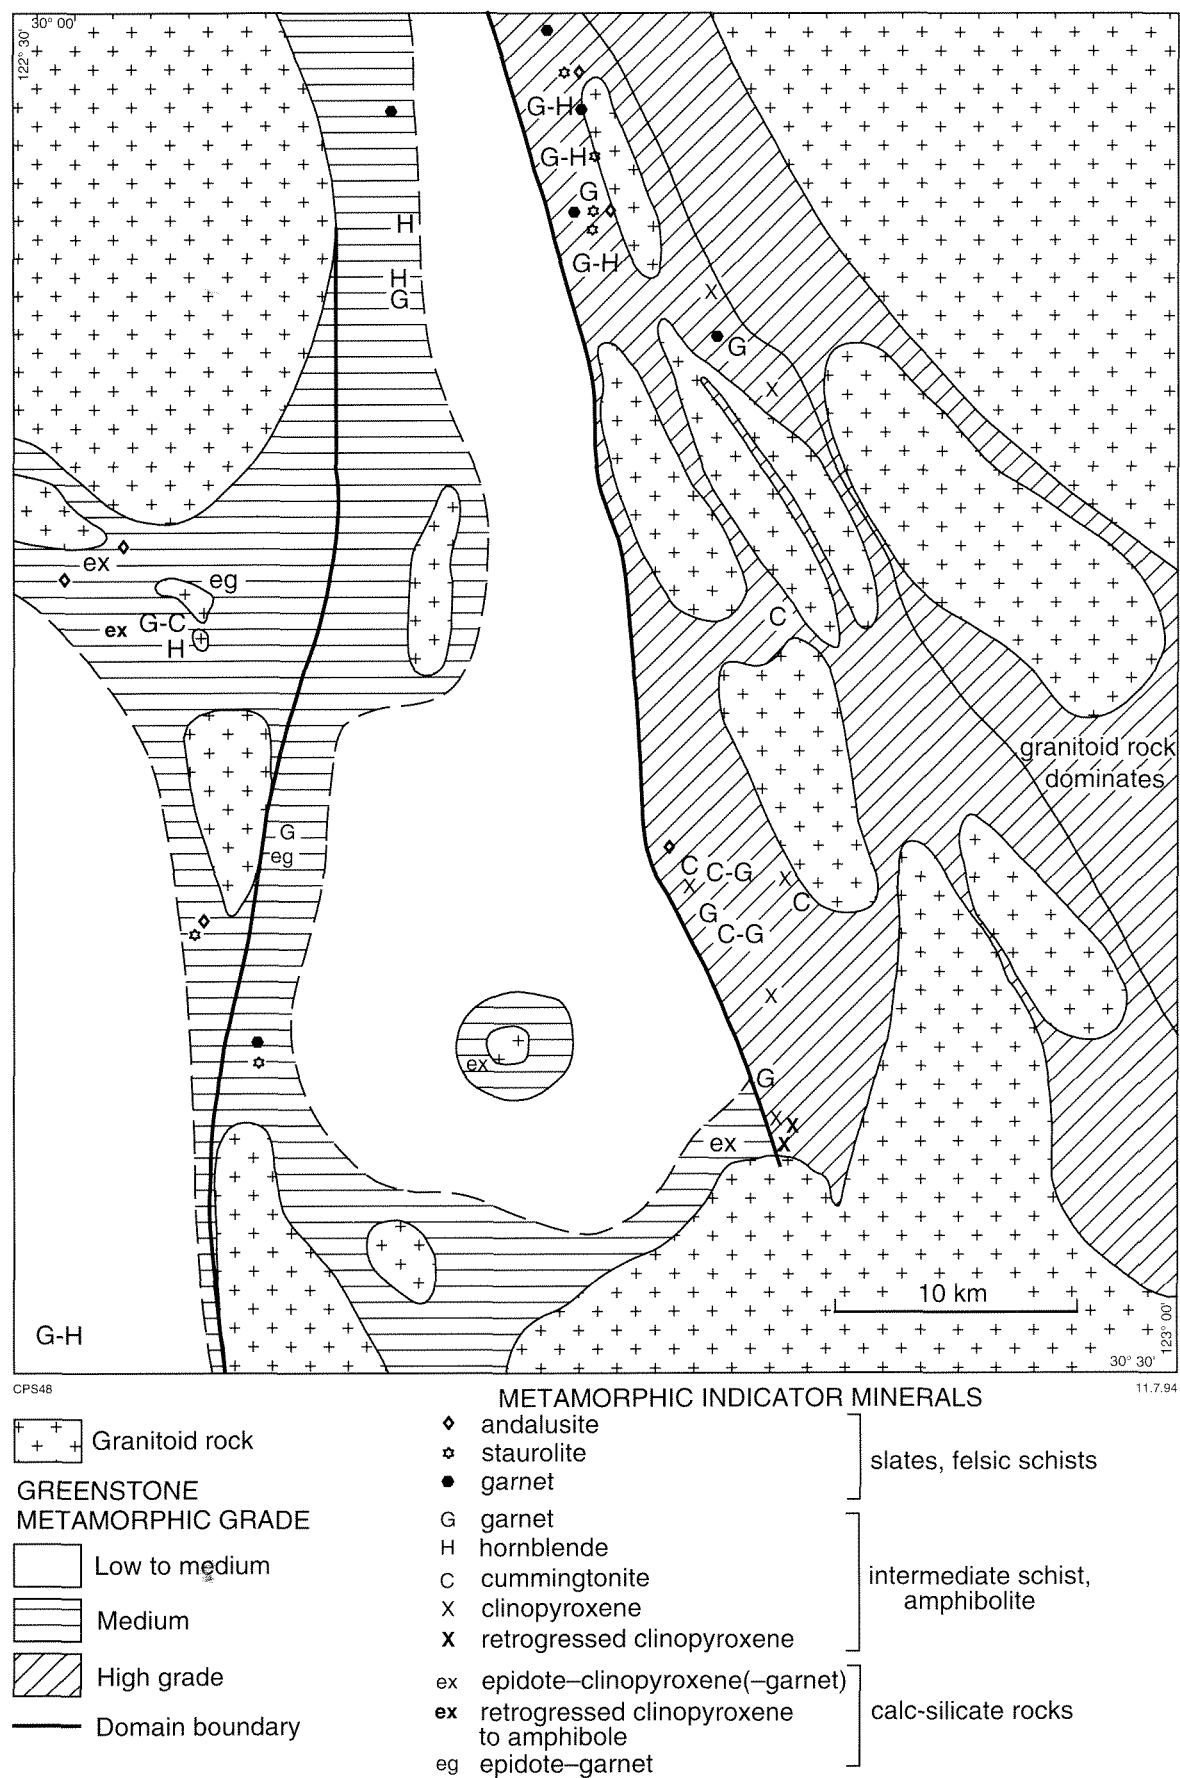 30° 00'
122° 30'
G-H
G-H
G
G-H
H
H
G
G
ex
eg
G-C
ex
H
C
granitoid rock
dominates
G
eg
C
C-G
X
X
C
G
C-G
X
X
X
ex
G
X
X
ex
X
10 km
G-H
123° 00'
30° 30'
CPS48
11.7.94
METAMORPHIC INDICATOR MINERALS
Granitoid rock
GREENSTONE
METAMORPHIC GRADE
Low to medium
Medium
High grade
Domain boundary
andalusite
staurolite
garnet
slates, felsic schists
G garnet
H hornblende
C cummingtonite
X clinopyroxene
X retrogressed clinopyroxene
intermediate schist,
amphibolite
ex epidote–clinopyroxene(–garnet)
ex retrogressed clinopyroxene
to amphibole
eg epidote–garnet
calc-silicate rocks